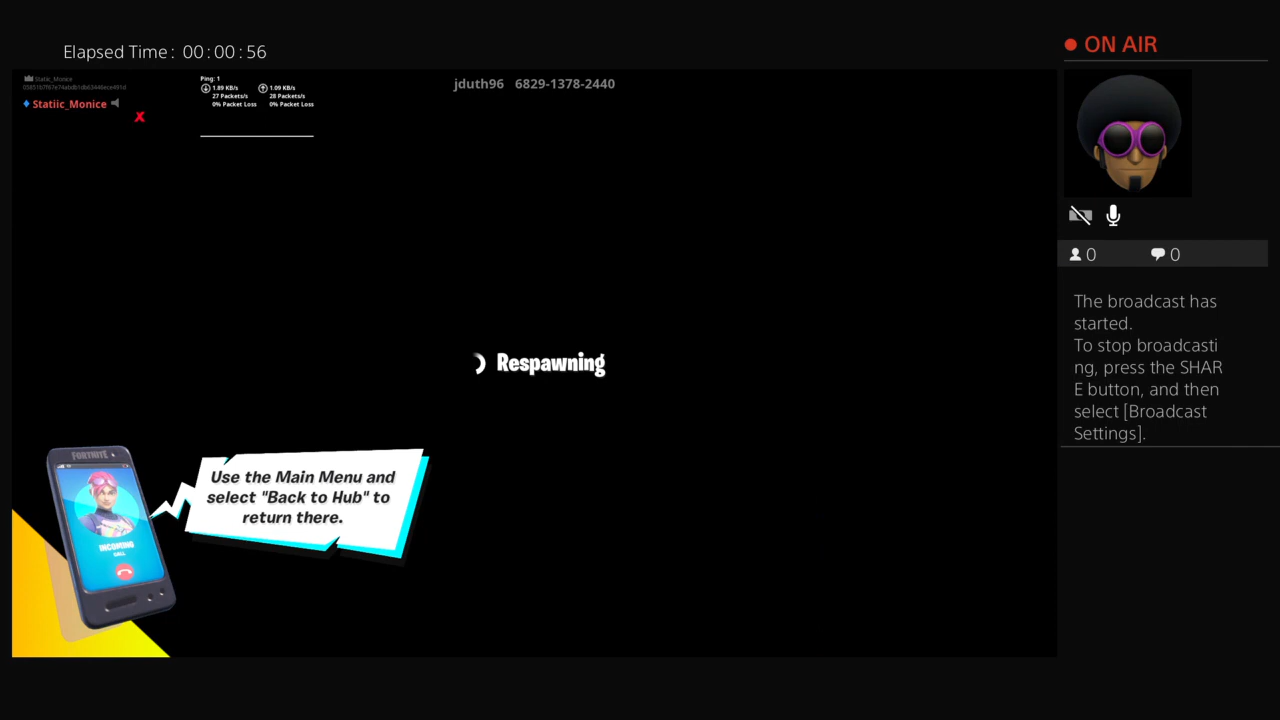 Elapsed Time: 00:00:56
ON AIR
Static_Monice
Statiic_Monice
X
Ping: 1
1.89 KB/s
27 Packets/s
0% Packet Loss
1.09 KB/s
28 Packets/s
0% Packet Loss
jduth96 6829-1378-2440
0 0
The broadcast has
started.
To stop broadcasti
ng, press the SHAR
E button, and then
select [Broadcast
Settings].
Respawning
FORTNITE
INCOMING
CALL
Use the Main Menu and
select "Back to Hub" to
return there.